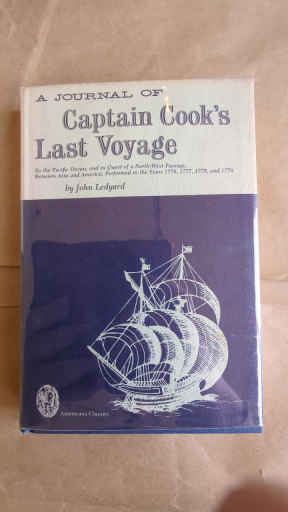 A JOURNAL OF
Captain Cook's
Last Voyage
To the Pacific Ocean, and in Quest of a North-West Passage,
Between Asia and America; Performed in the Years 1776, 1777, 1778, and 1779
by John Ledyard
Americana Classics